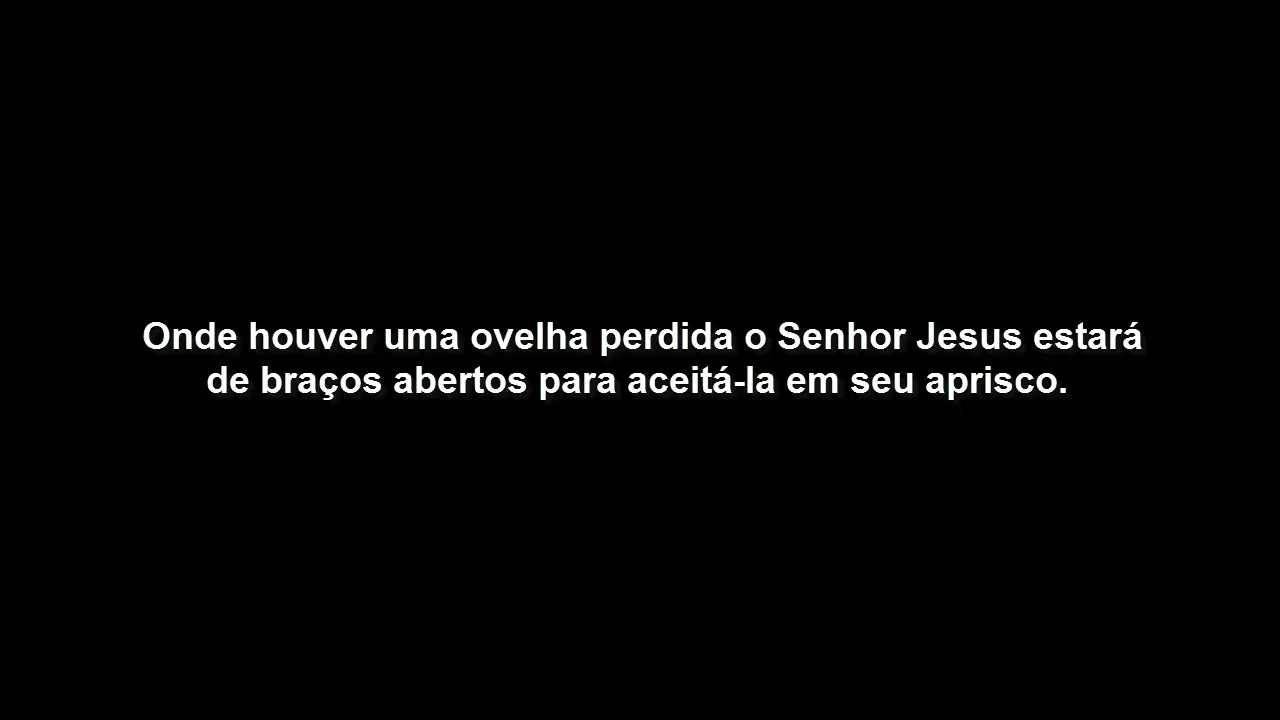 Onde houver uma ovelha perdida o Senhor Jesus estará
de braços abertos para aceitá-la em seu aprisco.